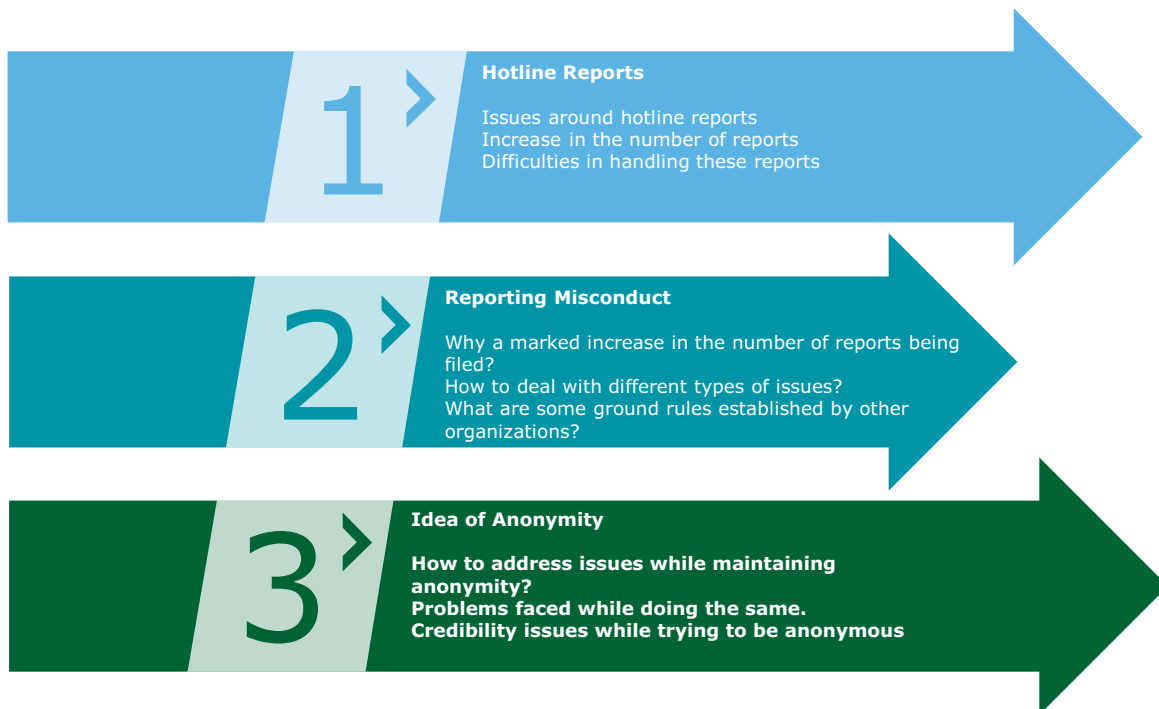 1
Hotline Reports
Issues around hotline reports
Increase in the number of reports
Difficulties in handling these reports
2
Reporting Misconduct
Why a marked increase in the number of reports being
filed?
How to deal with different types of issues?
What are some ground rules established by other
organizations?
3
Idea of Anonymity
How to address issues while maintaining
anonymity?
Problems faced while doing the same.
Credibility issues while trying to be anonymous